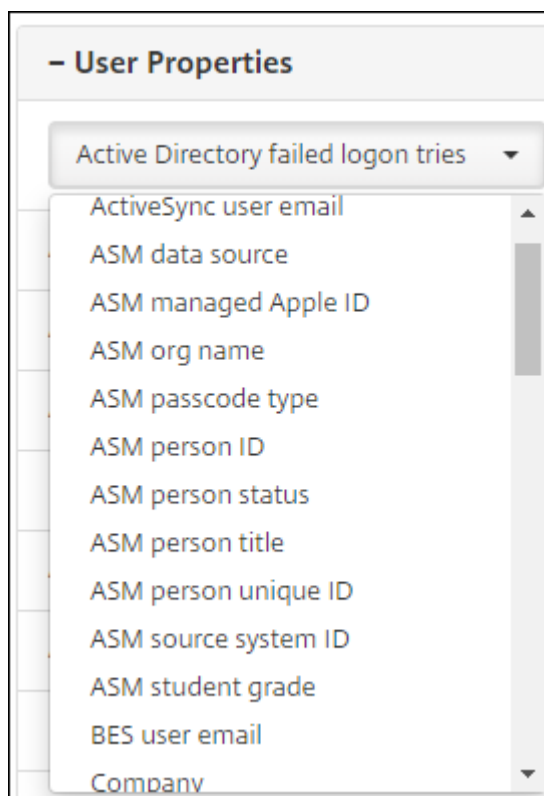 – User Properties
Active Directory failed logon tries
ActiveSync user email
ASM data source
ASM managed Apple ID
ASM org name
ASM passcode type
ASM person ID
ASM person status
ASM person title
ASM person unique ID
ASM source system ID
ASM student grade
BES user email
Company